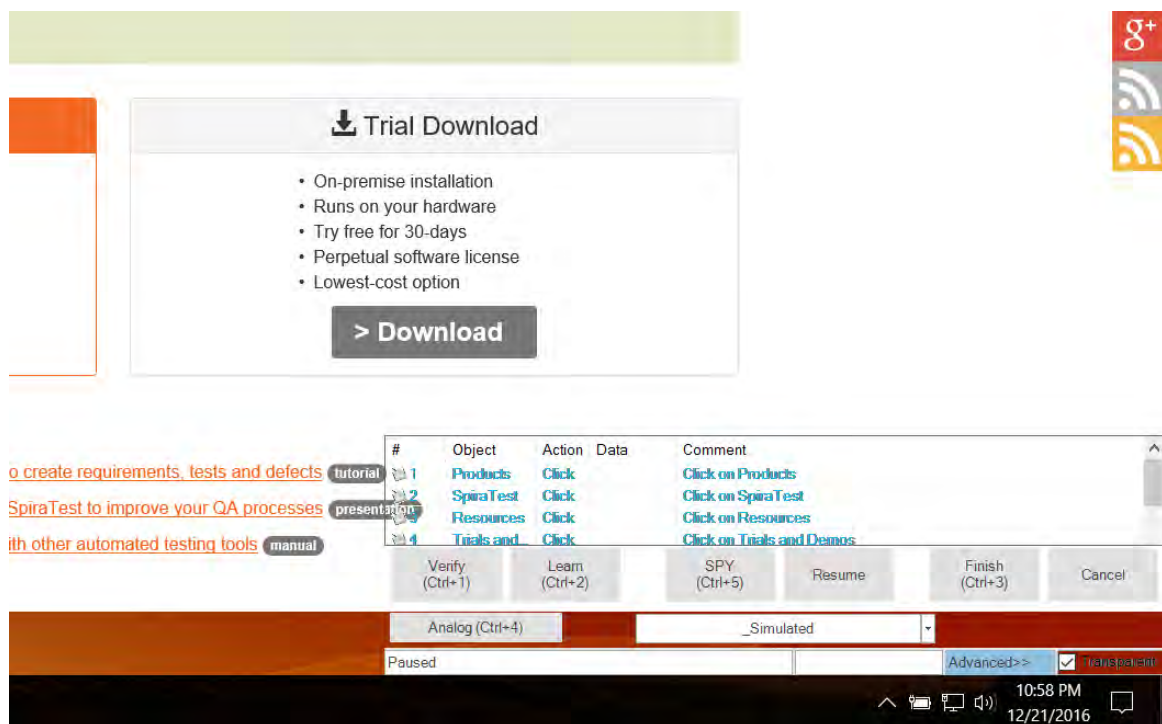 g+
Trial Download
• On-premise installation
• Runs on your hardware
• Try free for 30-days
• Perpetual software license
• Lowest-cost option
> Download
o create requirements, tests and defects tutorial
SpiraTest to improve your QA processes presentation
ith other automated testing tools manual
# Object Action Data Comment
1 Products Click Click on Products
2 SpiraTest Click Click on SpiraTest
3 Resources Click Click on Resources
4 Trials and... Click Click on Trials and Demos
Verify (Ctrl+1)
Learn (Ctrl+2)
SPY (Ctrl+5)
Resume
Finish (Ctrl+3)
Cancel
Analog (Ctrl+4)
_Simulated
Paused
Advanced>>
Transparent
10:58 PM
12/21/2016